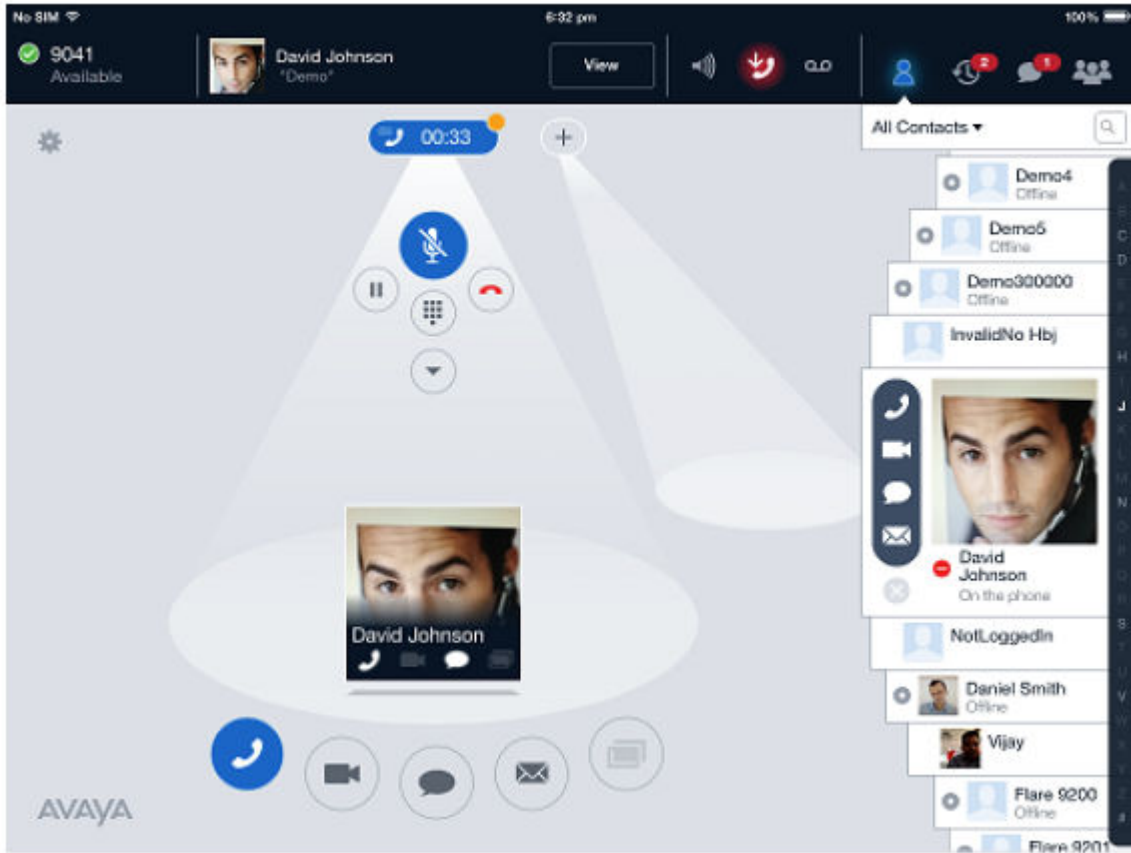 No SIM
6:32 pm
100%
9041
Available
David Johnson
"Demo"
View
2
1
All Contacts
00:33
+
Demo4
Offline
Demo5
Offline
Demo300000
Offline
InvalidNo Hbj
David
Johnson
On the phone
David Johnson
NotLoggedIn
Daniel Smith
Offline
Vijay
Flare 9200
Offline
Flare 9201
C
D
H
J
N
S
V
#
AVAYA